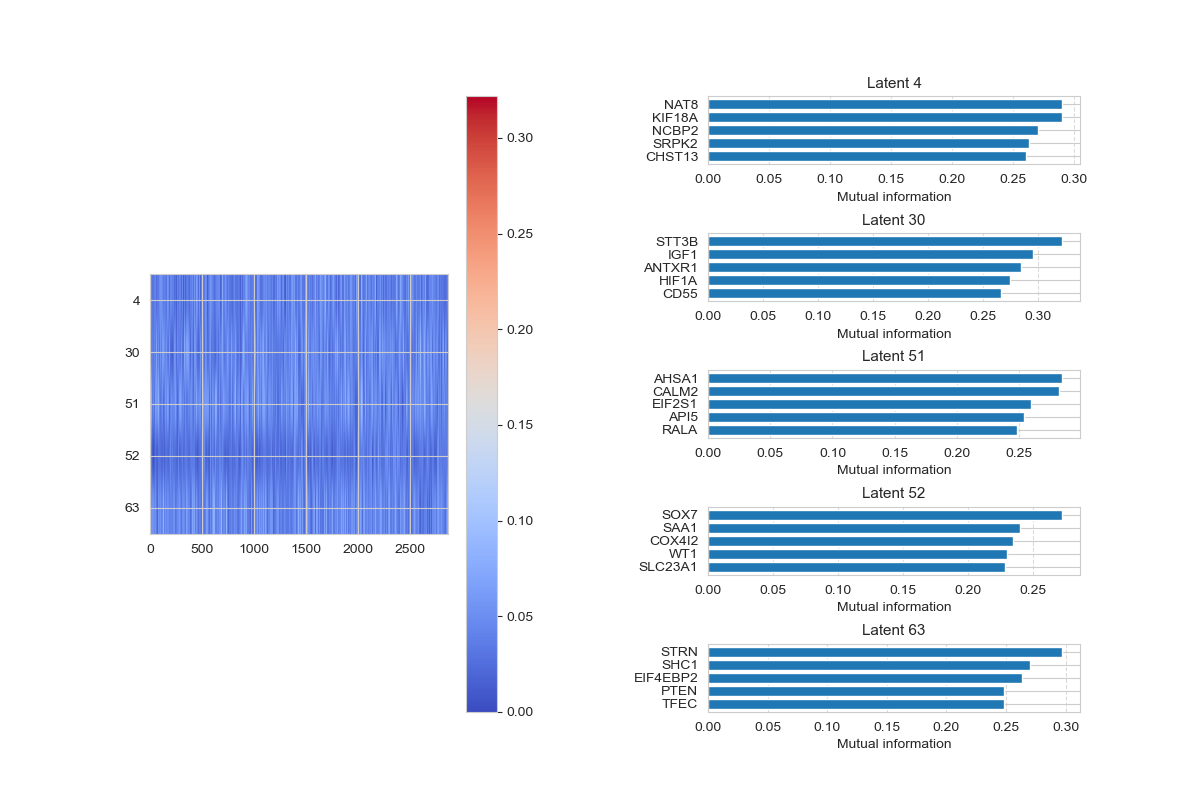 4
30
51
52
63
0 500 1000 1500 2000 2500
0.30
0.25
0.20
0.15
0.10
0.05
0.00
Latent 4
NAT8
KIF18A
NCBP2
SRPK2
CHST13
0.00 0.05 0.10 0.15 0.20 0.25 0.30
Mutual information
Latent 30
STT3B
IGF1
ANTXR1
HIF1A
CD55
0.00 0.05 0.10 0.15 0.20 0.25 0.30
Mutual information
Latent 51
AHSA1
CALM2
EIF2S1
API5
RALA
0.00 0.05 0.10 0.15 0.20 0.25
Mutual information
Latent 52
SOX7
SAA1
COX4I2
WT1
SLC23A1
0.00 0.05 0.10 0.15 0.20 0.25
Mutual information
Latent 63
STRN
SHC1
EIF4EBP2
PTEN
TFEC
0.00 0.05 0.10 0.15 0.20 0.25 0.30
Mutual information